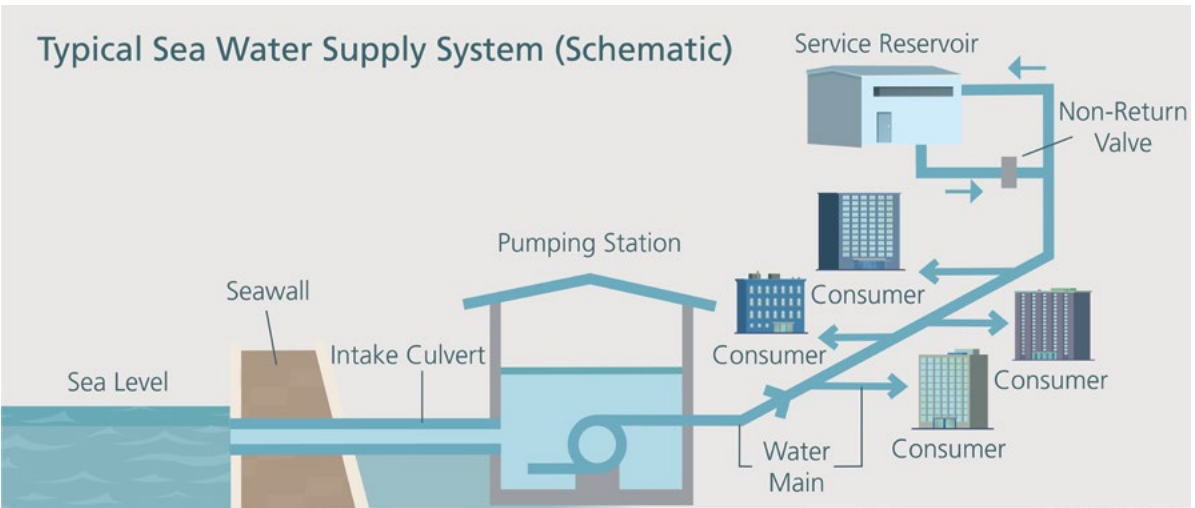 Typical Sea Water Supply System (Schematic)
Service Reservoir
Non-Return
Valve
Pumping Station
Seawall
Consumer
Intake Culvert
Consumer
Sea Level
Consumer
Consumer
Water
Main